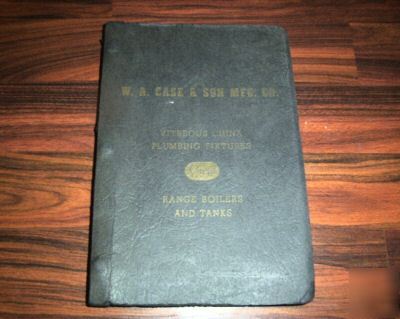 W. A. CASE & SON MFG. CO.
VITREOUS CHINA
PLUMBING FIXTURES
RANGE BOILERS
AND TANKS